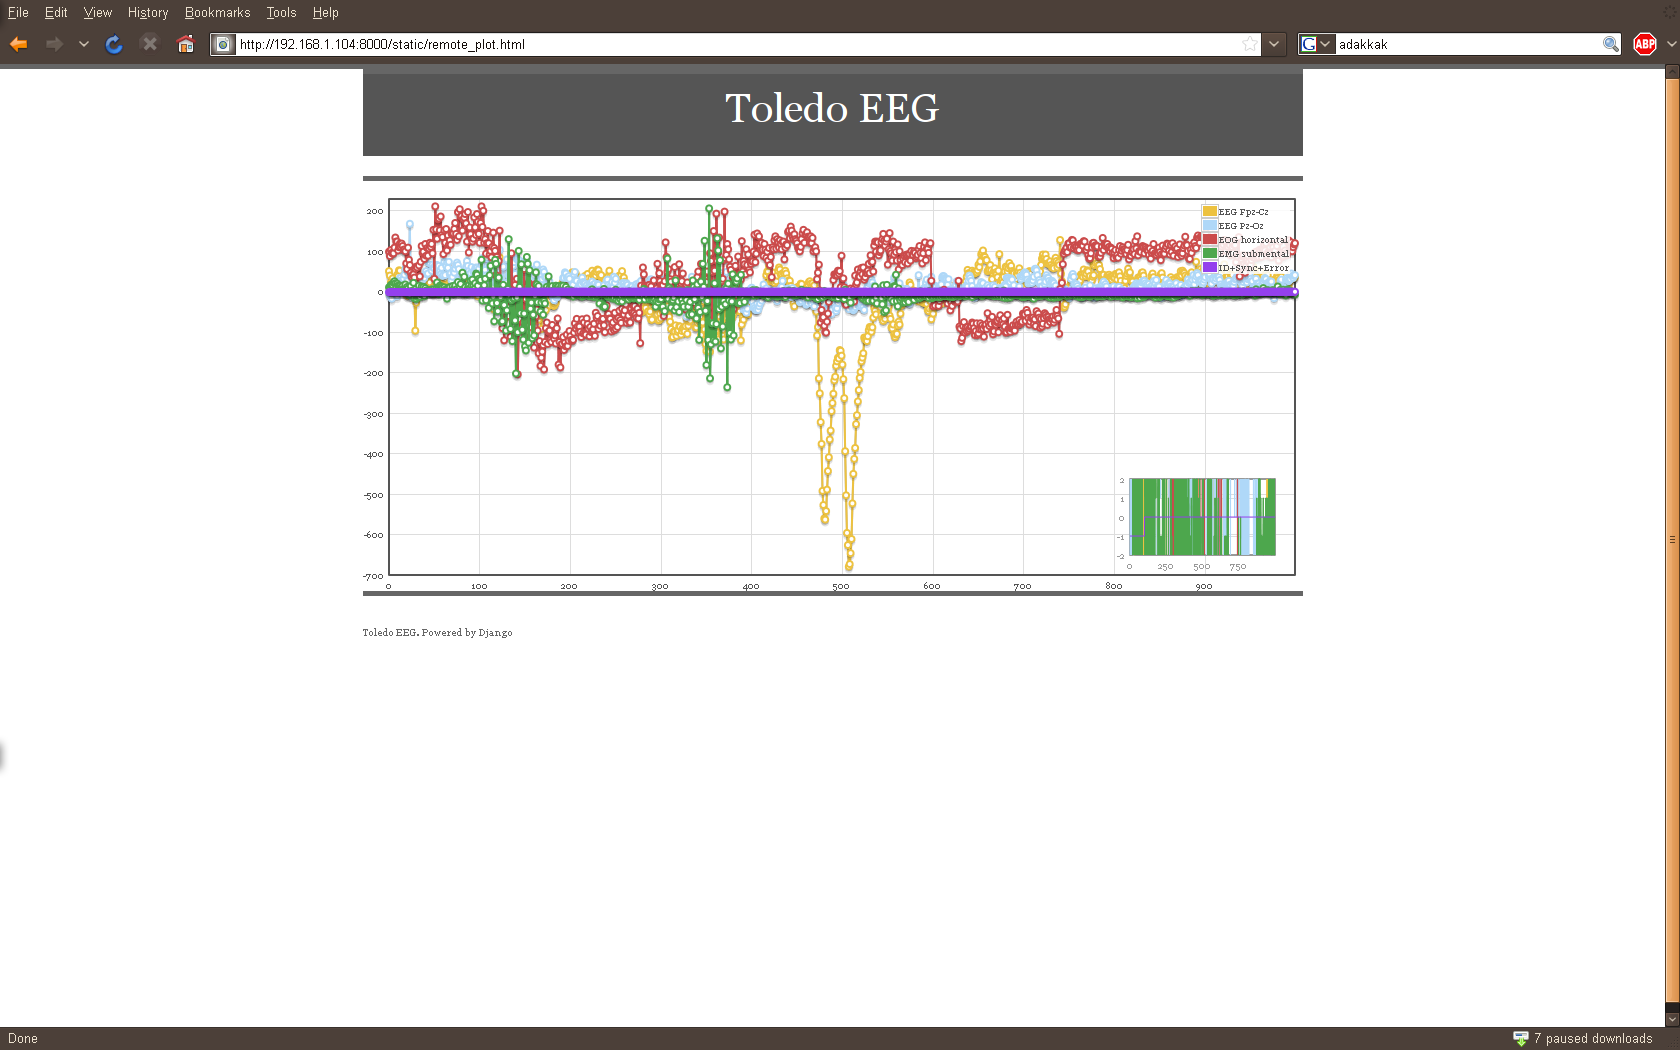 File Edit View History Bookmarks Tools Help
http://192.168.1.104:8000/static/remote_plot.html
G
adakkak
ABP
Toledo EEG
EEG Fpz-Cz
EEG Pz-Oz
EOG horizontal
EMG submental
ID+Sync+Error
200
100
0
-100
-200
-300
-400
-500
-600
-700
0 100 200 300 400 500 600 700 800 900
2
1
0
-1
-2
0 250 500 750
Toledo EEG. Powered by Django
Done
7 paused downloads